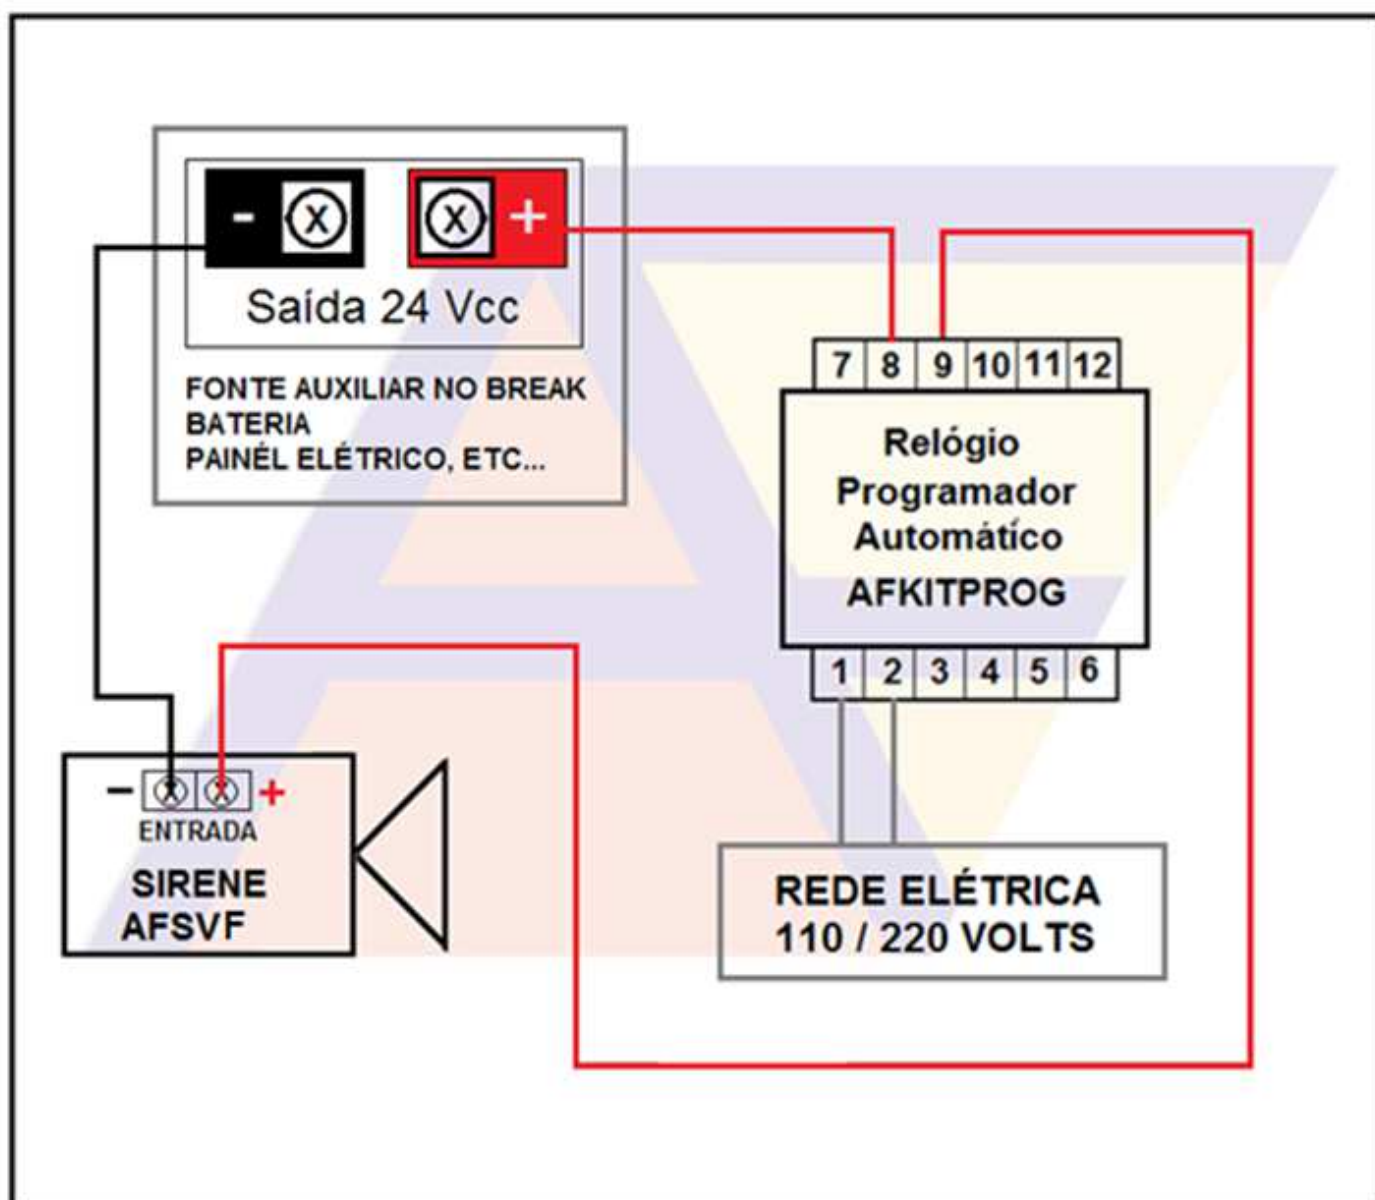 - X X +
Saída 24 Vcc
FONTE AUXILIAR NO BREAK
BATERIA
PAINÉL ELÉTRICO, ETC...
7 8 9 10 11 12
Relógio
Programador
Automátíco
AFKITPROG
1 2 3 4 5 6
- X X +
ENTRADA
SIRENE
AFSVF
REDE ELÉTRICA
110 / 220 VOLTS